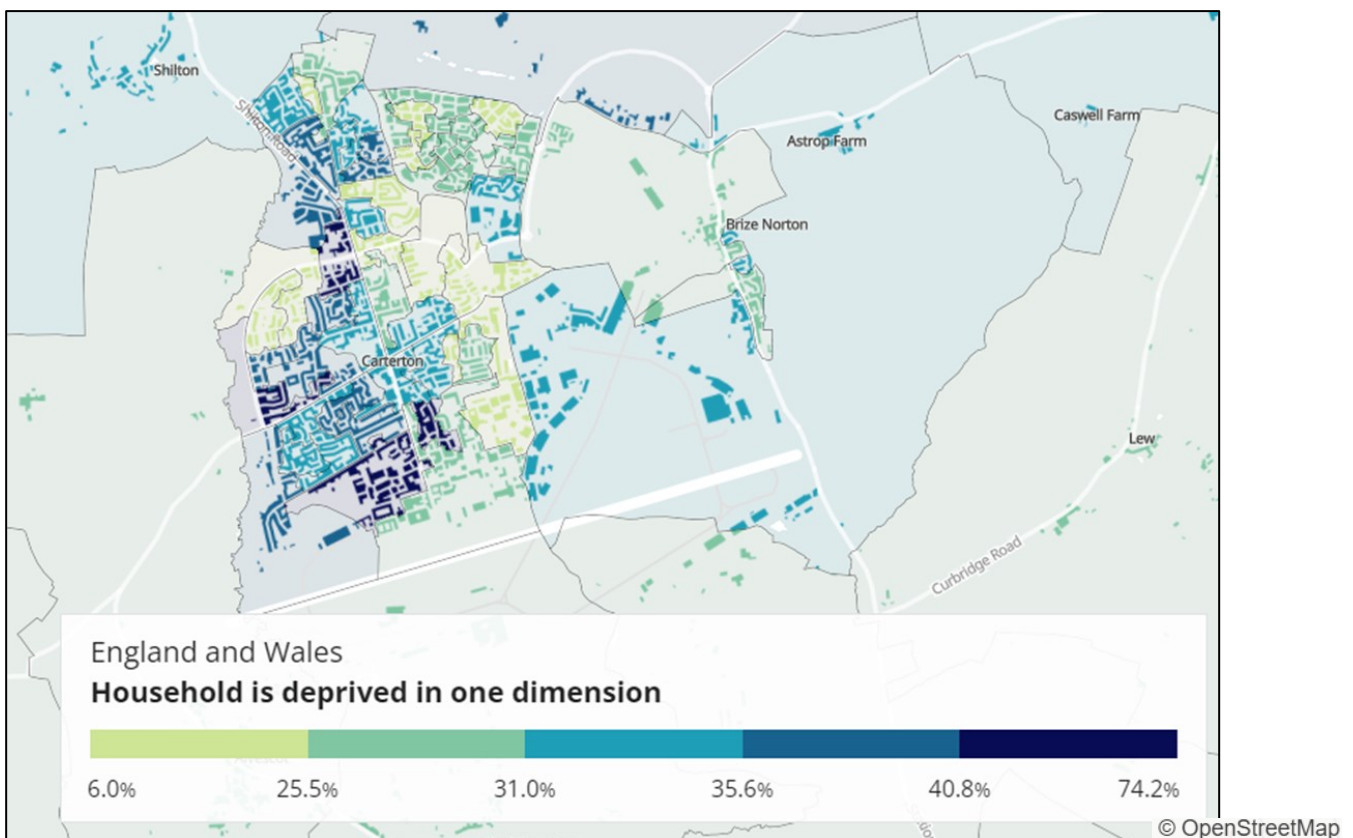 Shilton
Shilton Road
Caswell Farm
Astrop Farm
Brize Norton
Carterton
Lew
Curbridge Road
England and Wales
Household is deprived in one dimension
6.0% 25.5% 31.0% 35.6% 40.8% 74.2%
© OpenStreetMap